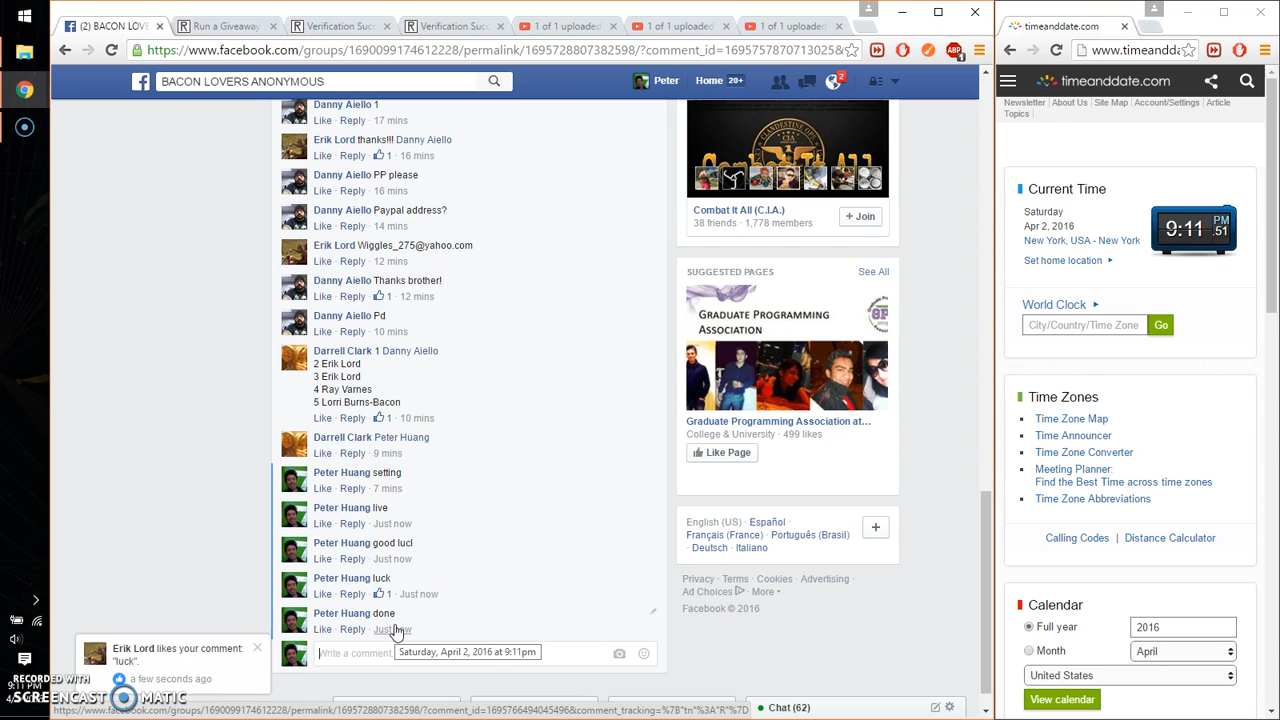 (2) BACON LOVE
Run a Giveaway
Verification Suc
Verification Suc
1 of 1 uploaded
1 of 1 uploaded
1 of 1 uploaded
timeanddate.com
https://www.facebook.com/groups/1690099174612228/permalink/1695728807382598/?comment_id=1695757870713025&
www.timeandda
BACON LOVERS ANONYMOUS
Peter
Home 20+
2
timeanddate.com
Newsletter | About Us | Site Map | Account/Settings | Article
Topics |
Danny Aiello 1
Like · Reply · 1 · 17 mins
Erik Lord thanks!!! Danny Aiello
Like · Reply · 1 · 16 mins
Danny Aiello PP please
Like · Reply · 16 mins
Danny Aiello Paypal address?
Like · Reply · 14 mins
Erik Lord Wiggles_275@yahoo.com
Like · Reply · 12 mins
Danny Aiello Thanks brother!
Like · Reply · 1 · 12 mins
Danny Aiello Pd
Like · Reply · 10 mins
Darrell Clark 1 Danny Aiello
2 Erik Lord
3 Erik Lord
4 Ray Varnes
5 Lorri Burns-Bacon
Like · Reply · 1 · 10 mins
Darrell Clark Peter Huang
Like · Reply · 9 mins
Peter Huang setting
Like · Reply · 7 mins
Peter Huang live
Like · Reply · Just now
Peter Huang good lucl
Like · Reply · Just now
Peter Huang luck
Like · Reply · 1 · Just now
Peter Huang done
Like · Reply · Just now
Write a comment
Saturday, April 2, 2016 at 9:11pm
CLANDESTINE OPS
CIA
Combat It All
Combat It All (C.I.A.)
38 friends · 1,778 members
+ Join
SUGGESTED PAGES
See All
GRADUATE PROGRAMMING
ASSOCIATION
Graduate Programming Association at...
College & University · 499 likes
Like Page
English (US) · Español ·
Français (France) · Português (Brasil)
· Deutsch · Italiano
Privacy · Terms · Cookies · Advertising ·
Ad Choices · More
Facebook © 2016
Current Time
Saturday
Apr 2, 2016
New York, USA - New York
Set home location
9:11 PM :51
World Clock
City/Country/Time Zone
Go
Time Zones
Time Zone Map
Time Announcer
Time Zone Converter
Meeting Planner:
Find the Best Time across time zones
Time Zone Abbreviations
Calling Codes | Distance Calculator
Calendar
Full year
2016
Month
April
United States
View calendar
Erik Lord likes your comment:
"luck".
a few seconds ago
9:11 PM
RECORDED WITH
SCREENCAST MATIC
Chat (62)